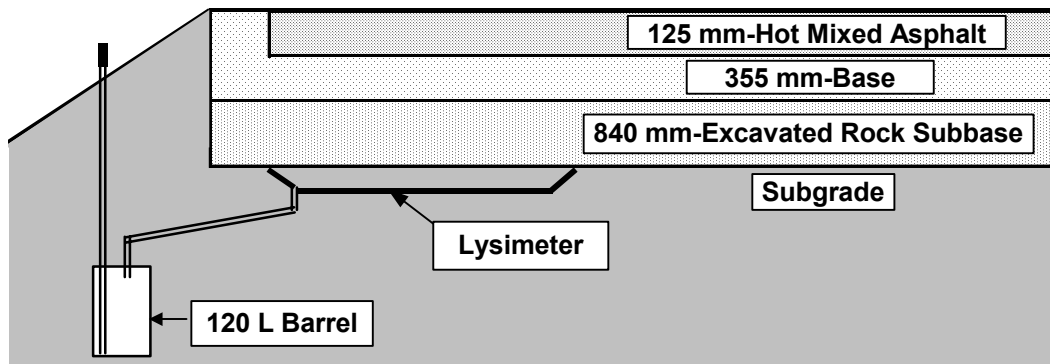 125 mm-Hot Mixed Asphalt
355 mm-Base
840 mm-Excavated Rock Subbase
Subgrade
Lysimeter
120 L Barrel